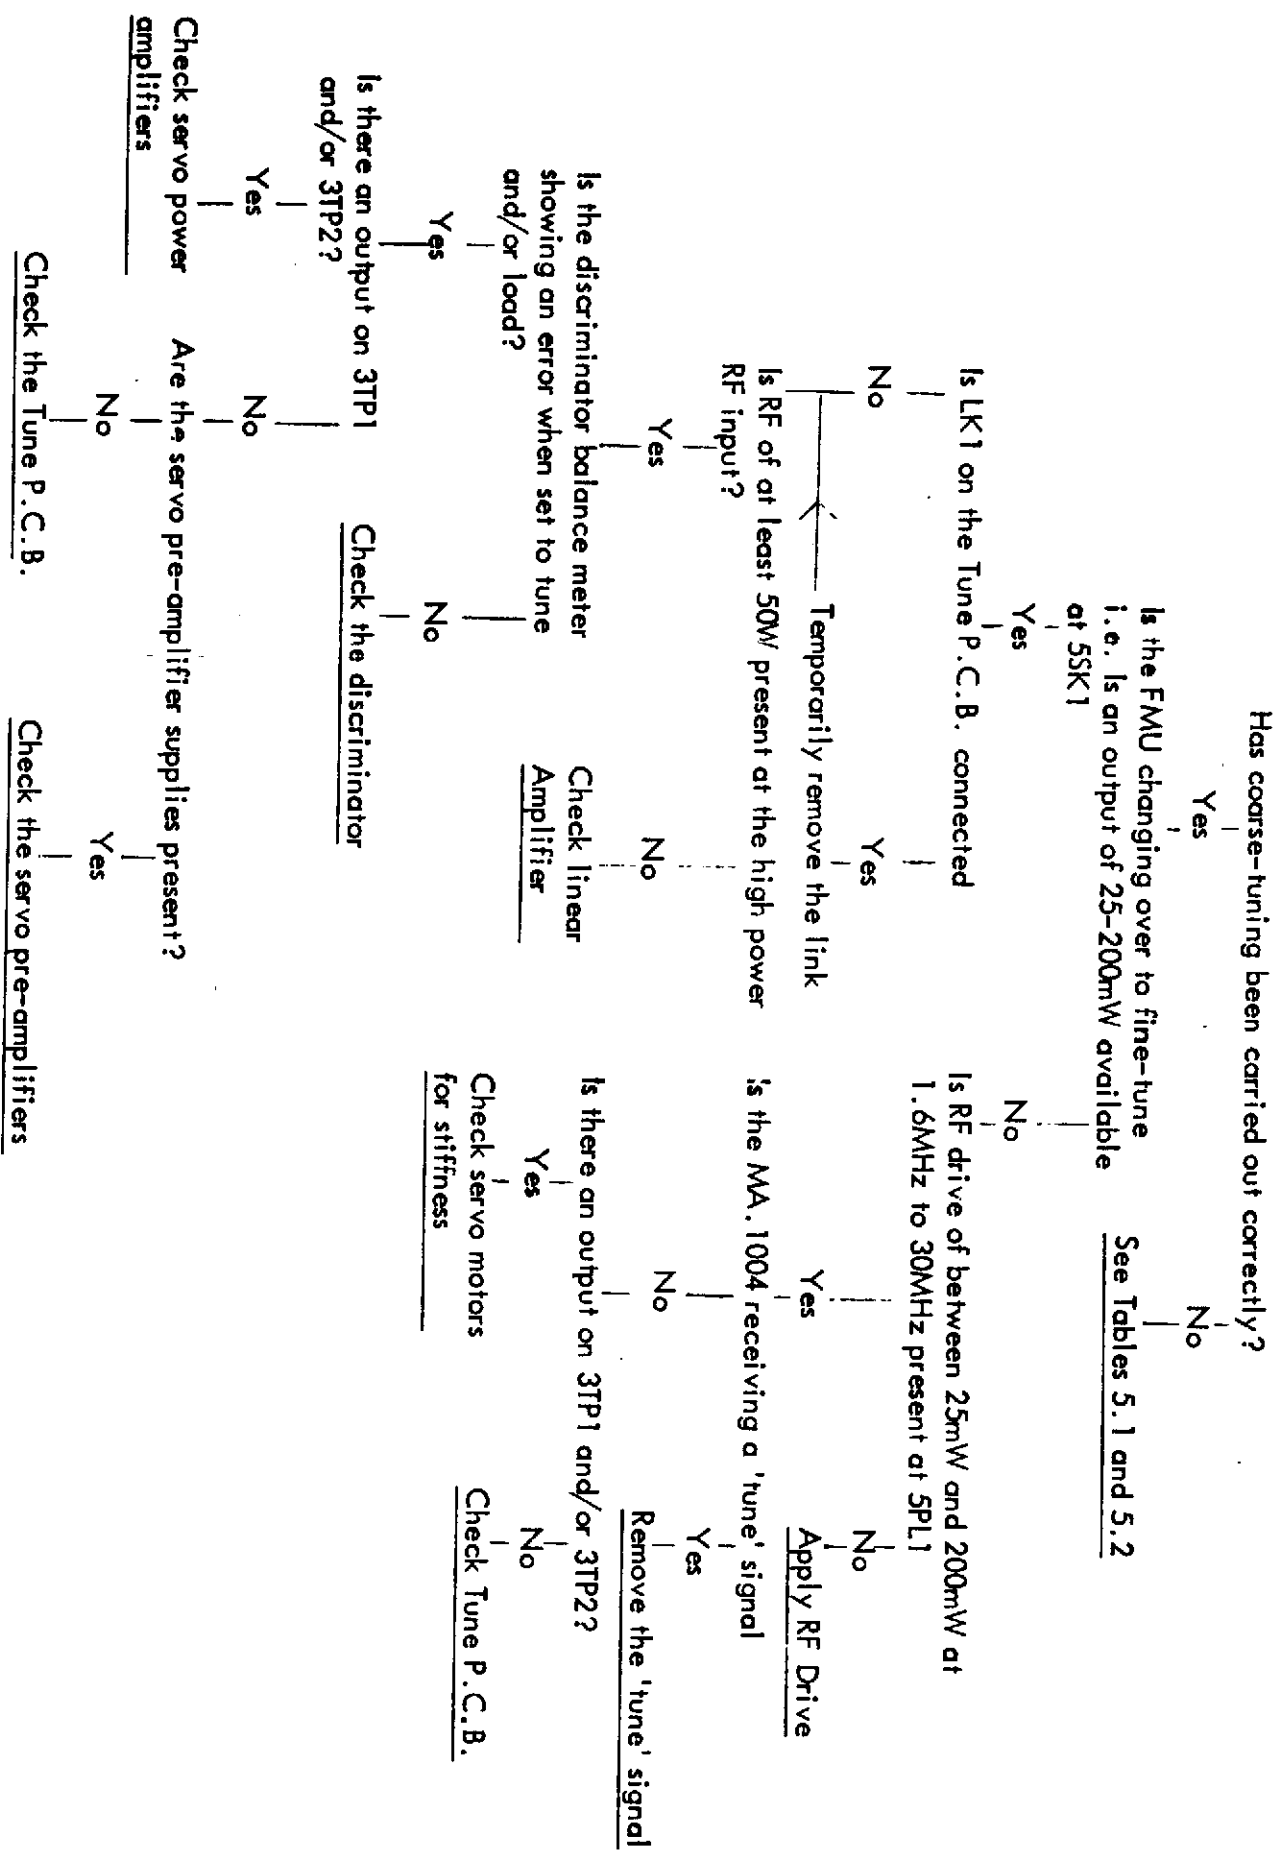 Has coarse-tuning been carried out correctly?
Yes
No
Is the FMU changing over to fine-tune
i.e. Is an output of 25-200mW available
at 5SK1
See Tables 5.1 and 5.2
Yes
No
Is LK1 on the Tune P.C.B. connected
Is RF drive of between 25mW and 200mW at
1.6MHz to 30MHz present at 5PL1
No
Yes
Yes
No
Temporarily remove the link
Apply RF Drive
Is RF of at least 50W present at the high power
RF input?
Is the MA.1004 receiving a 'tune' signal
Yes
No
No
Yes
Remove the 'tune' signal
Is the discriminator balance meter
showing an error when set to tune
and/or load?
Check linear
Amplifier
Is there an output on 3TP1 and/or 3TP2?
Yes
No
Yes
No
Check servo motors
for stiffness
Check Tune P.C.B.
Is there an output on 3TP1
and/or 3TP2?
Check the discriminator
Yes
No
Check servo power
amplifiers
Are the servo pre-amplifier supplies present?
No
Yes
Check the Tune P.C.B.
Check the servo pre-amplifiers